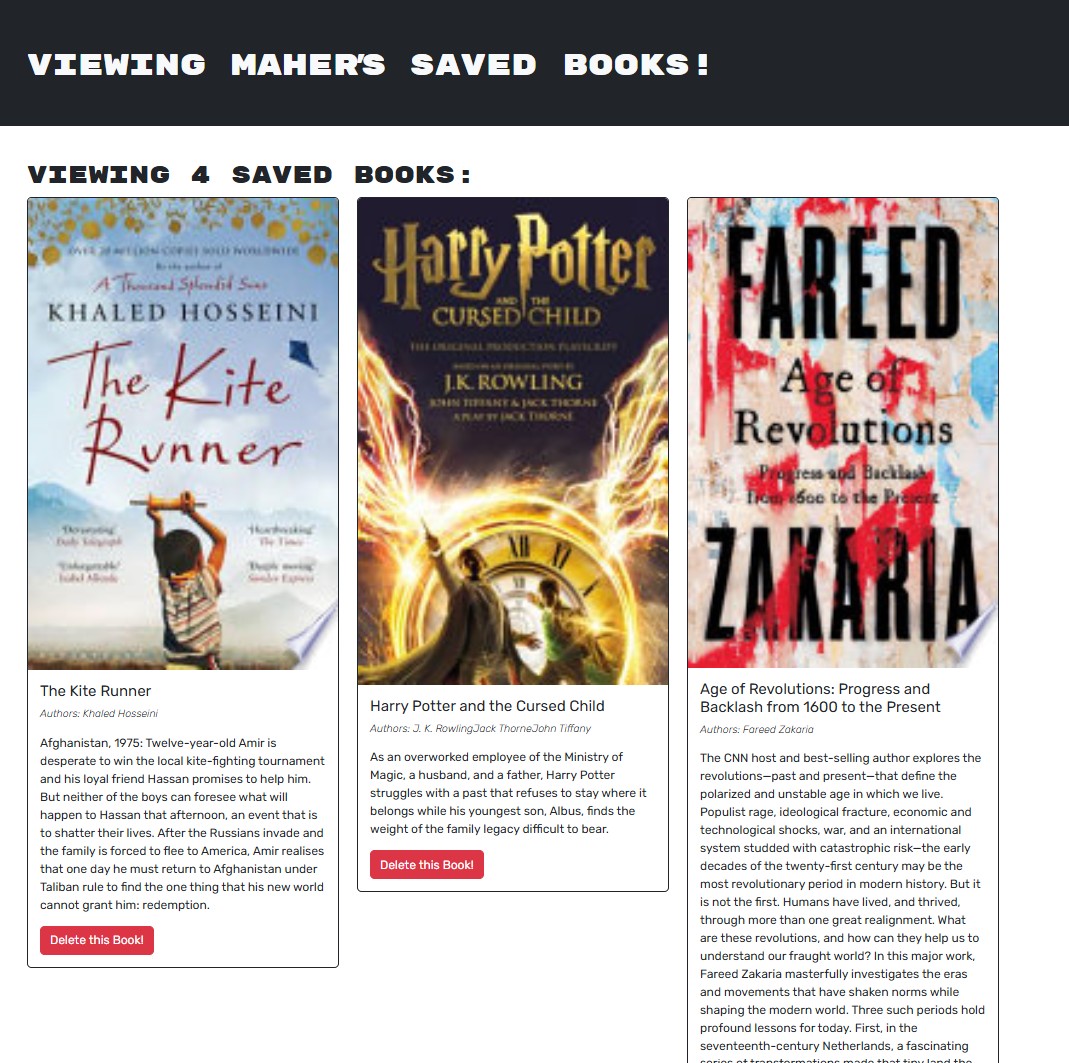 VIEWING MAHER'S SAVED BOOKS!
VIEWING 4 SAVED BOOKS:
OVER 20 MILLION COPIES SOLD WORLDWIDE
By the author of
A Thousand Splendid Suns
KHALED HOSSEINI
The Kite
Runner
'Devastating'
Daily Telegraph
'Heartbreaking'
The Times
'Unforgettable'
Isabel Allende
'Deeply moving'
Sunday Express
The Kite Runner
Authors: Khaled Hosseini
Afghanistan, 1975: Twelve-year-old Amir is
desperate to win the local kite-fighting tournament
and his loyal friend Hassan promises to help him.
But neither of the boys can foresee what will
happen to Hassan that afternoon, an event that is
to shatter their lives. After the Russians invade and
the family is forced to flee to America, Amir realises
that one day he must return to Afghanistan under
Taliban rule to find the one thing that his new world
cannot grant him: redemption.
Delete this Book!
Harry Potter
AND THE
CURSED CHILD
THE ORIGINAL PRODUCTION PLAYSCRIPT
BASED ON AN ORIGINAL STORY BY
J.K. ROWLING
JOHN TIFFANY & JACK THORNE
A PLAY BY JACK THORNE
XII
XI
Harry Potter and the Cursed Child
Authors: J. K. RowlingJack ThorneJohn Tiffany
As an overworked employee of the Ministry of
Magic, a husband, and a father, Harry Potter
struggles with a past that refuses to stay where it
belongs while his youngest son, Albus, finds the
weight of the family legacy difficult to bear.
Delete this Book!
FAREED
Age of
Revolutions
Progress and Backlash
from 1600 to the Present
ZAKARIA
Age of Revolutions: Progress and
Backlash from 1600 to the Present
Authors: Fareed Zakaria
The CNN host and best-selling author explores the
revolutions—past and present—that define the
polarized and unstable age in which we live.
Populist rage, ideological fracture, economic and
technological shocks, war, and an international
system studded with catastrophic risk—the early
decades of the twenty-first century may be the
most revolutionary period in modern history. But it
is not the first. Humans have lived, and thrived,
through more than one great realignment. What
are these revolutions, and how can they help us to
understand our fraught world? In this major work,
Fareed Zakaria masterfully investigates the eras
and movements that have shaken norms while
shaping the modern world. Three such periods hold
profound lessons for today. First, in the
seventeenth-century Netherlands, a fascinating
series of transformations made that tiny land the